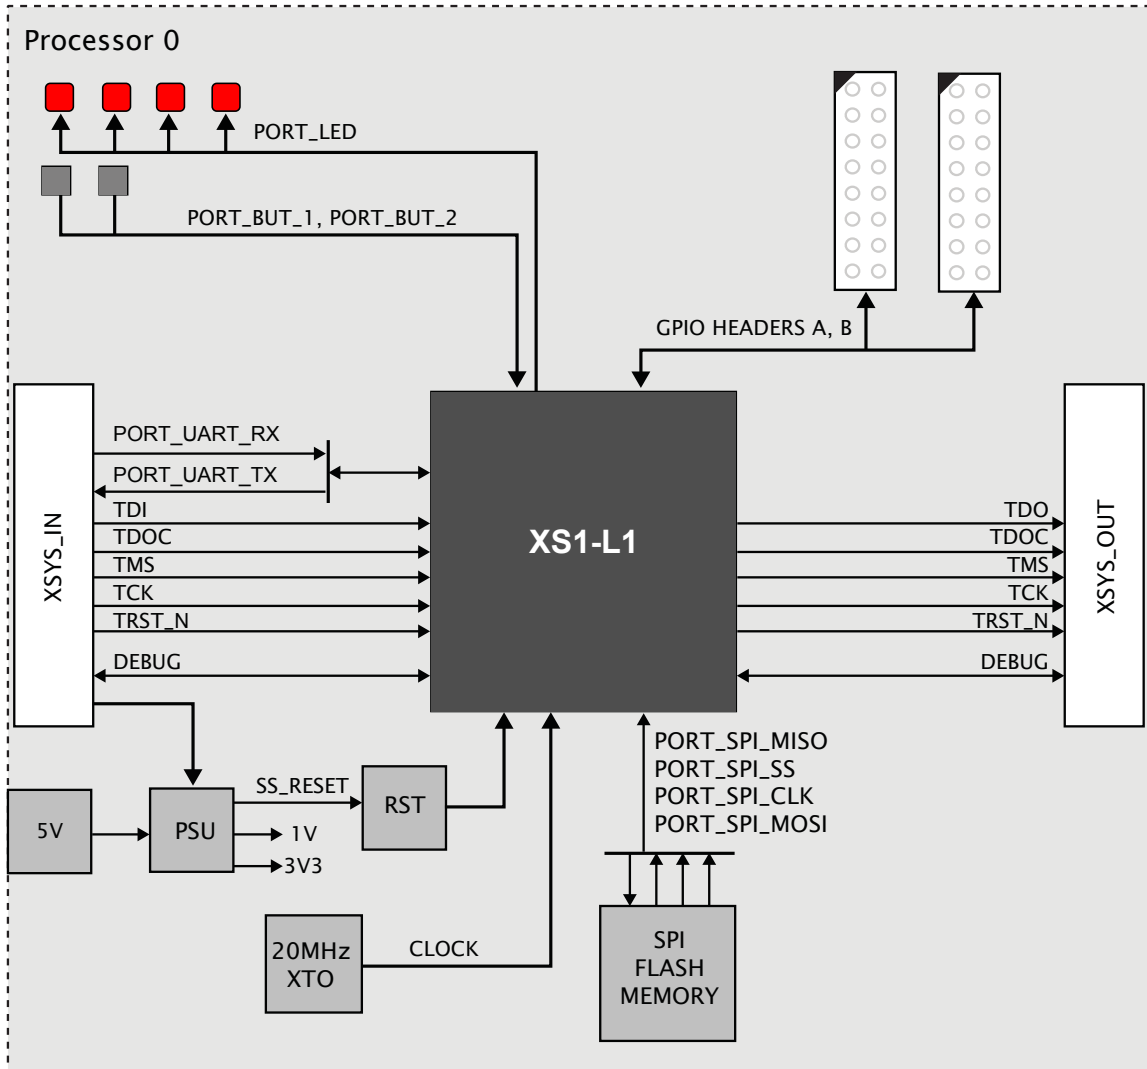 Processor 0
PORT_LED
PORT_BUT_1, PORT_BUT_2
GPIO HEADERS A, B
XSYS_IN
PORT_UART_RX
PORT_UART_TX
TDI
TDOC
TMS
TCK
TRST_N
DEBUG
XS1-L1
TDO
TDOC
TMS
TCK
TRST_N
DEBUG
XSYS_OUT
5V
PSU
SS_RESET
1V
3V3
RST
PORT_SPI_MISO
PORT_SPI_SS
PORT_SPI_CLK
PORT_SPI_MOSI
20MHz
XTO
CLOCK
SPI
FLASH
MEMORY